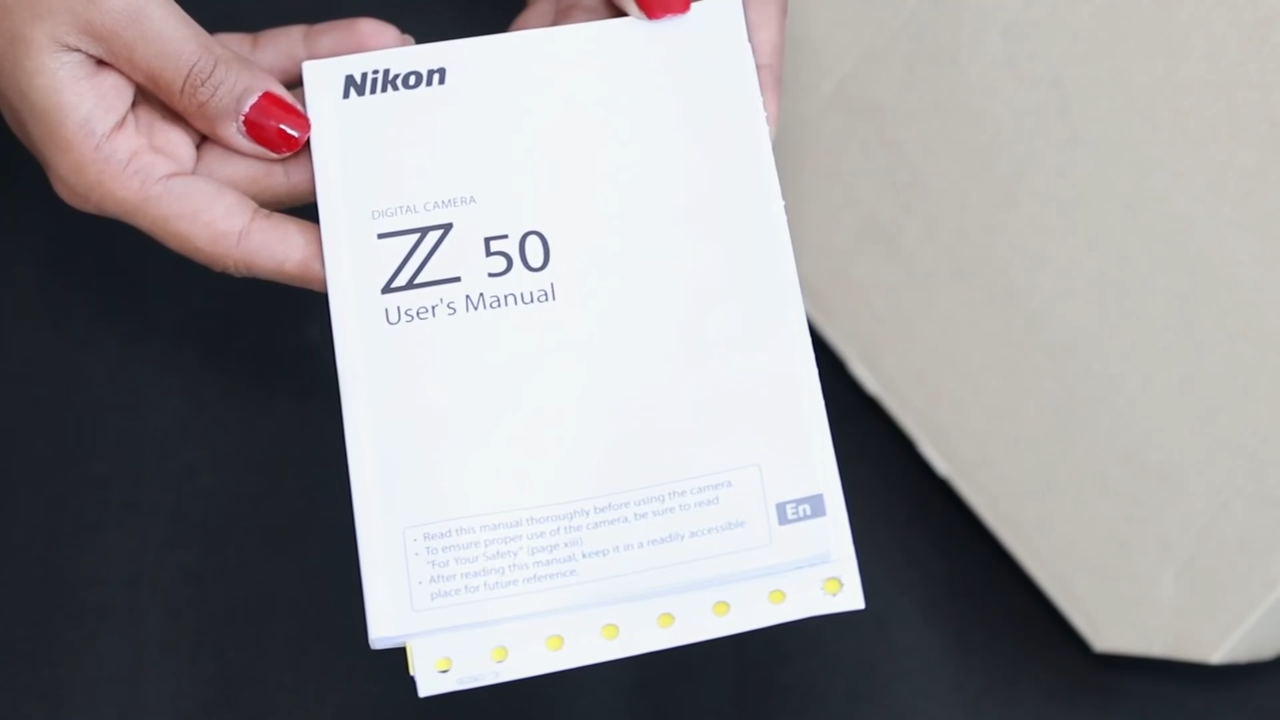 Nikon
DIGITAL CAMERA
Z 50
User's Manual
• Read this manual thoroughly before using the camera.
• To ensure proper use of the camera, be sure to read
"For Your Safety" (page xiii).
• After reading this manual, keep it in a readily accessible
place for future reference.
En